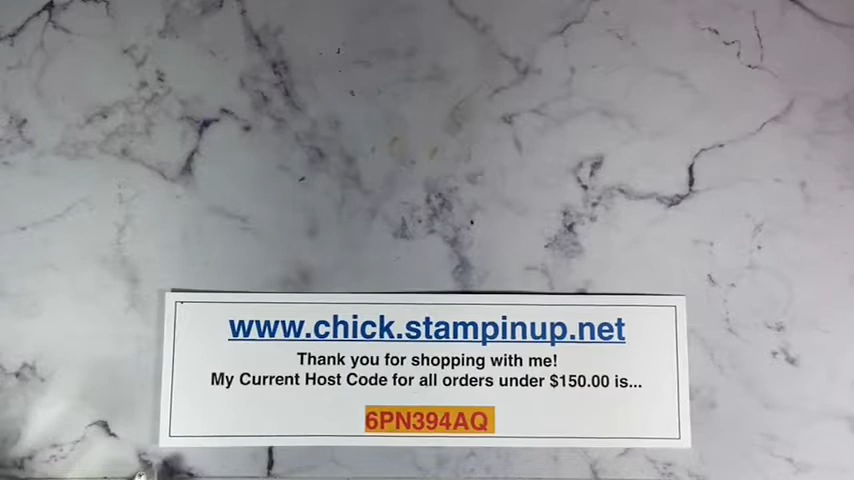 www.chick.stampinup.net
Thank you for shopping with me!
My Current Host Code for all orders under $150.00 is...
6PN394AQ